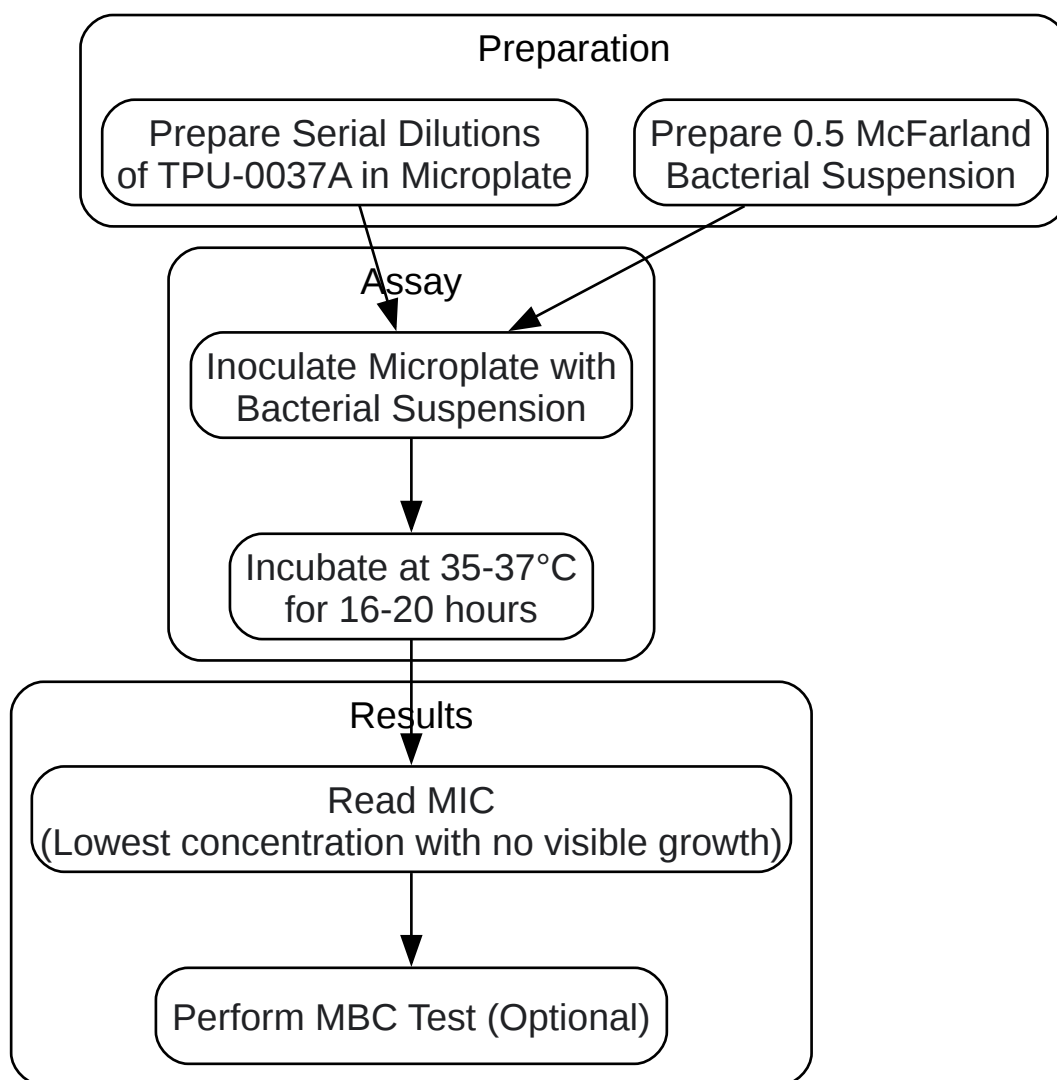 Preparation
Prepare Serial Dilutions
of TPU-0037A in Microplate
Prepare 0.5 McFarland
Bacterial Suspension
Assay
Inoculate Microplate with
Bacterial Suspension
Incubate at 35-37°C
for 16-20 hours
Results
Read MIC
(Lowest concentration with no visible growth)
Perform MBC Test (Optional)